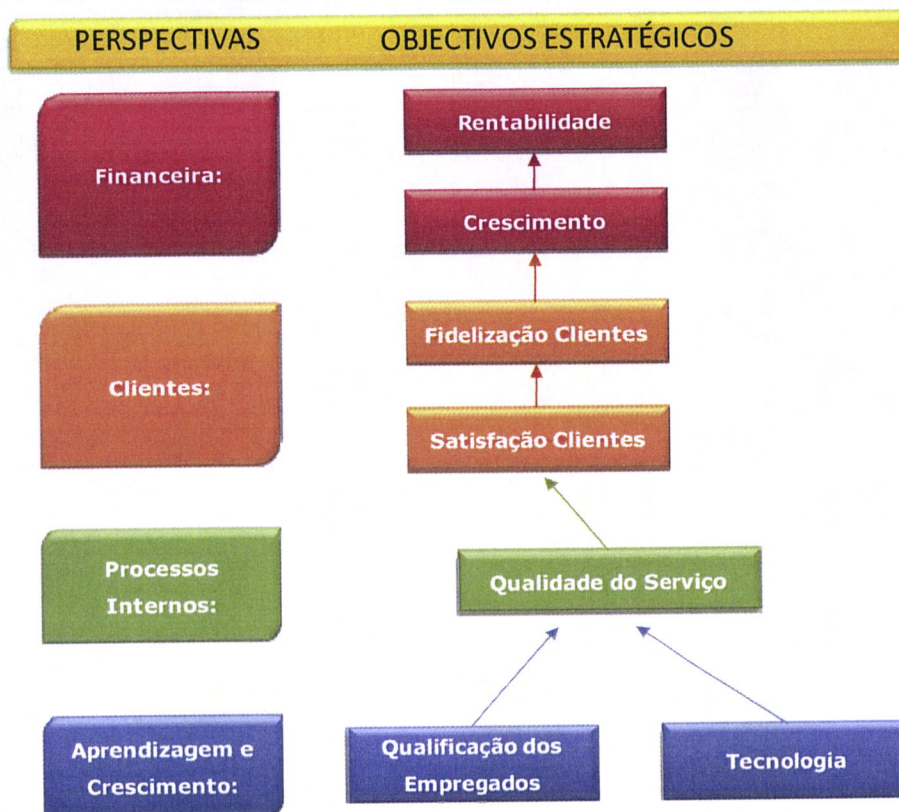 PERSPECTIVAS OBJECTIVOS ESTRATÉGICOS
Financeira:
Rentabilidade
Crescimento
Clientes:
Fidelização Clientes
Satisfação Clientes
Processos
Internos:
Qualidade do Serviço
Aprendizagem e
Crescimento:
Qualificação dos
Empregados
Tecnologia